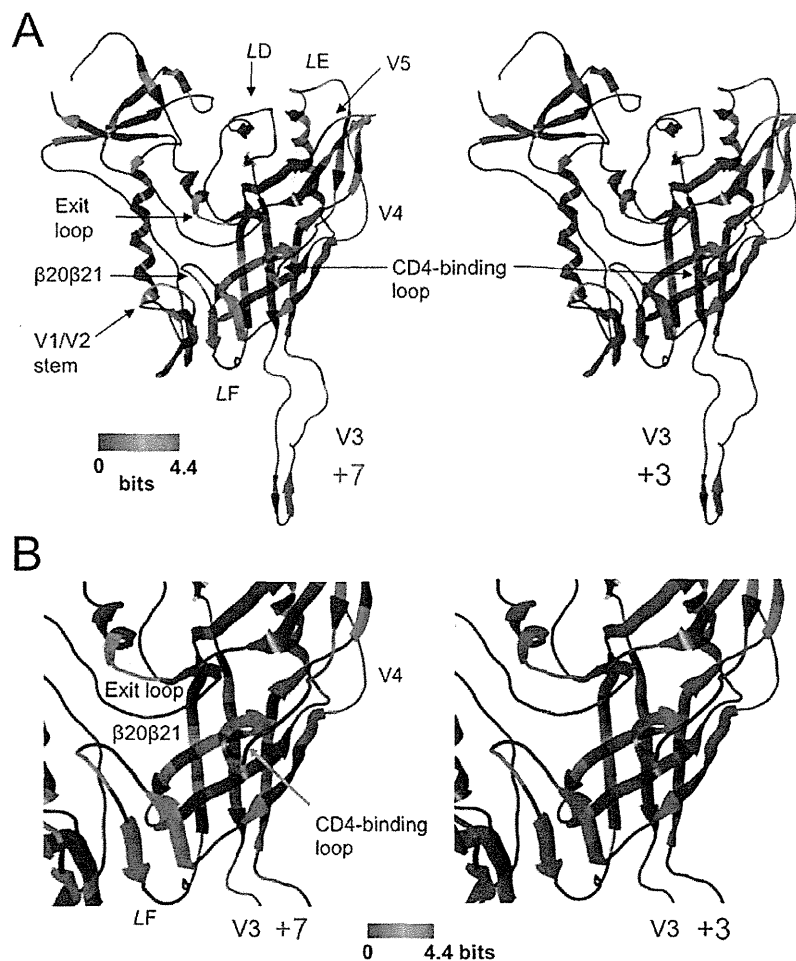 A
LD
LE
V5
Exit
loop
V4
β20β21
CD4-binding
loop
V1/V2
stem
LF
V3
+7
V3
+3
0
4.4
bits
B
Exit loop
V4
β20β21
CD4-binding
loop
LF
V3 +7
V3 +3
0
4.4 bits